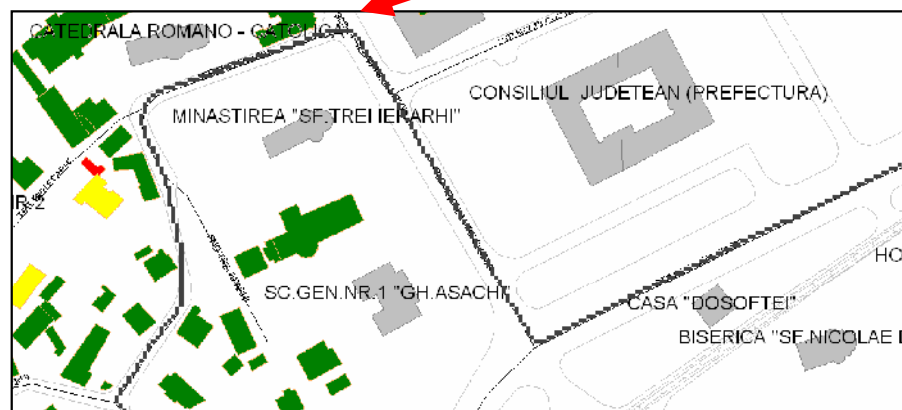 CATEDRALA ROMANO - CATOLICA
CONSILIUL JUDETEAN (PREFECTURA)
MINASTIREA "SF.TREI IERARHI"
SC.GEN.NR.1 "GH.ASACHI"
HO
CASA "DOSOFTEI"
BISERICA "SF.NICOLAE